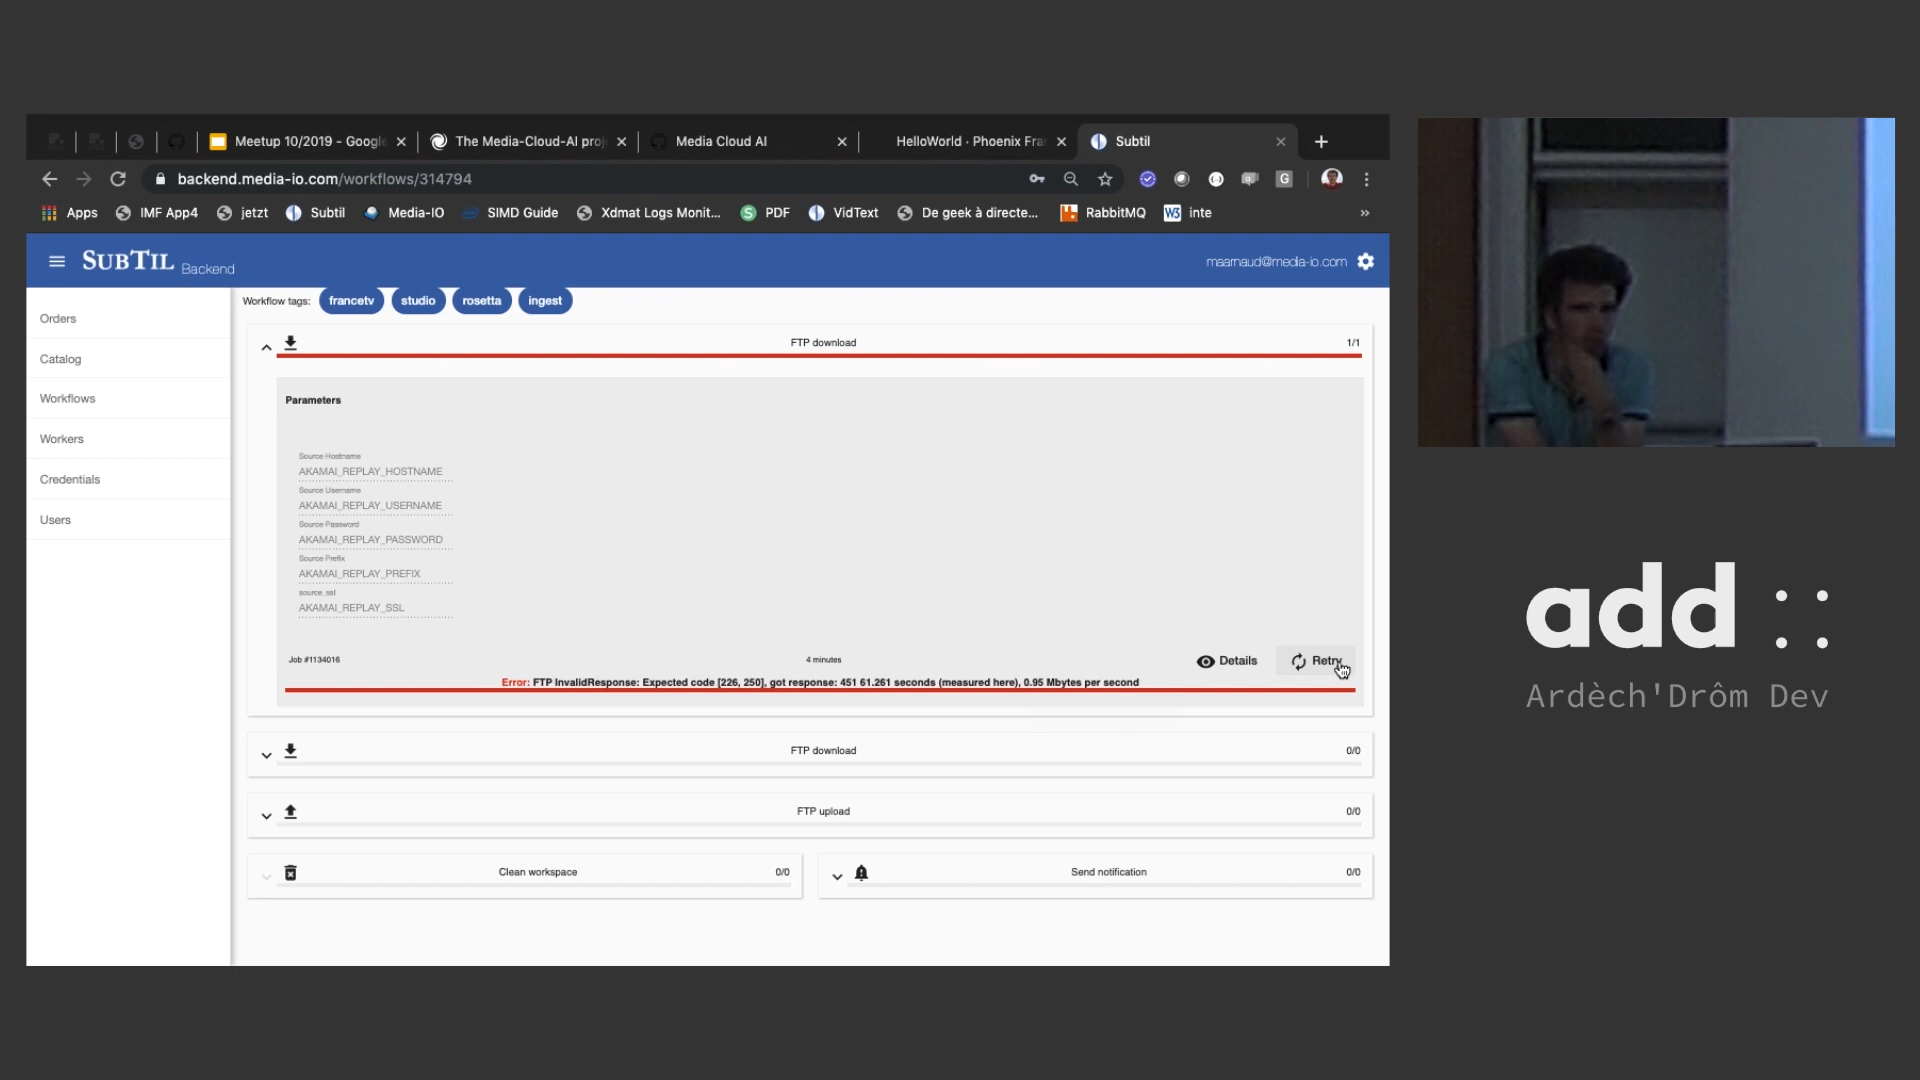 Meetup 10/2019 - Google
The Media-Cloud-AI proj
Media Cloud AI
HelloWorld · Phoenix Fra
Subtil
backend.media-io.com/workflows/314794
Apps
IMF App4
jetzt
Subtil
Media-IO
SIMD Guide
Xdmat Logs Monit...
PDF
VidText
De geek à directe...
RabbitMQ
inte
SUBTIL Backend
maarnaud@media-io.com
Orders
Catalog
Workflows
Workers
Credentials
Users
Workflow tags: francetv studio rosetta ingest
FTP download 1/1
Parameters
Source Hostname
AKAMAI_REPLAY_HOSTNAME
Source Username
AKAMAI_REPLAY_USERNAME
Source Password
AKAMAI_REPLAY_PASSWORD
Source Prefix
AKAMAI_REPLAY_PREFIX
source_ssl
AKAMAI_REPLAY_SSL
Job #1134016 4 minutes Details Retry
Error: FTP InvalidResponse: Expected code [226, 250], got response: 451 61.261 seconds (measured here), 0.95 Mbytes per second
FTP download 0/0
FTP upload 0/0
Clean workspace 0/0
Send notification 0/0
add ::
Ardèch'Drôm Dev